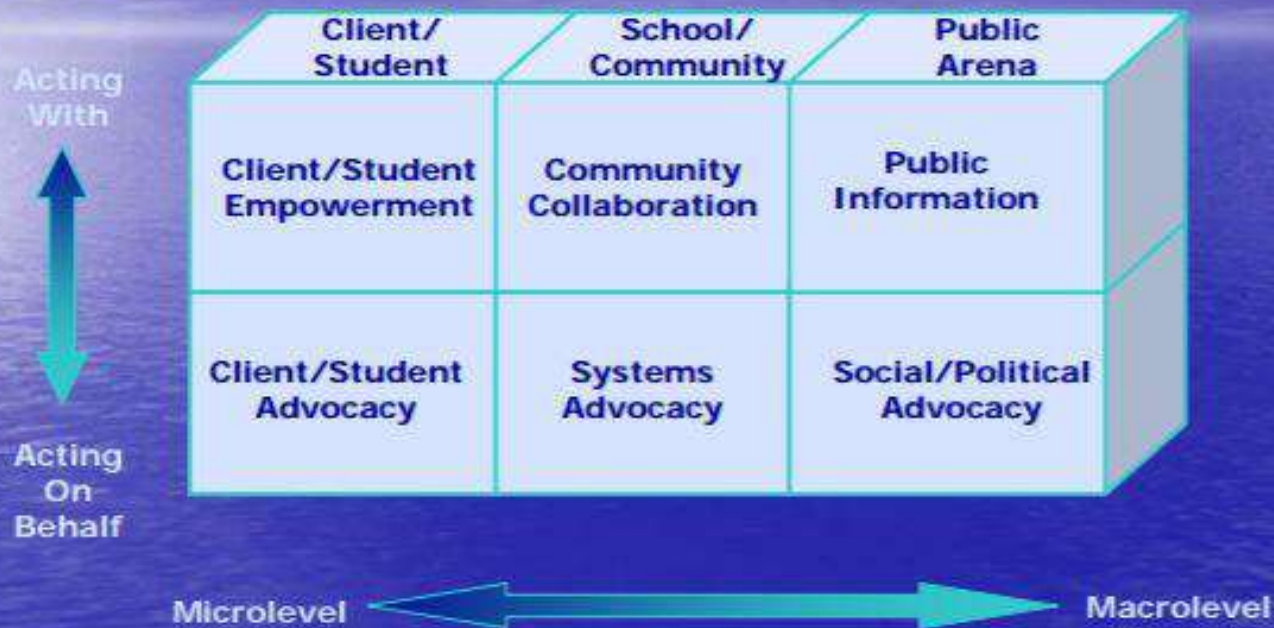 Client/
Student
School/
Community
Public
Arena
Acting
With
Client/Student
Empowerment
Community
Collaboration
Public
Information
Client/Student
Advocacy
Systems
Advocacy
Social/Political
Advocacy
Acting
On
Behalf
Microlevel
Macrolevel